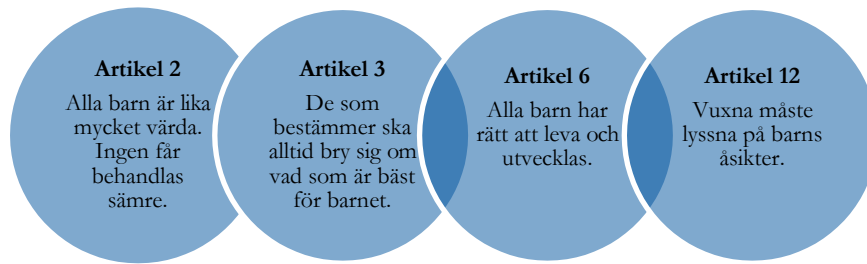 Artikel 2
Alla barn är lika
mycket värda.
Ingen får
behandlas
sämre.
Artikel 3
De som
bestämmer ska
alltid bry sig om
vad som är bäst
för barnet.
Artikel 6
Alla barn har
rätt att leva och
utvecklas.
Artikel 12
Vuxna måste
lyssna på barns
åsikter.